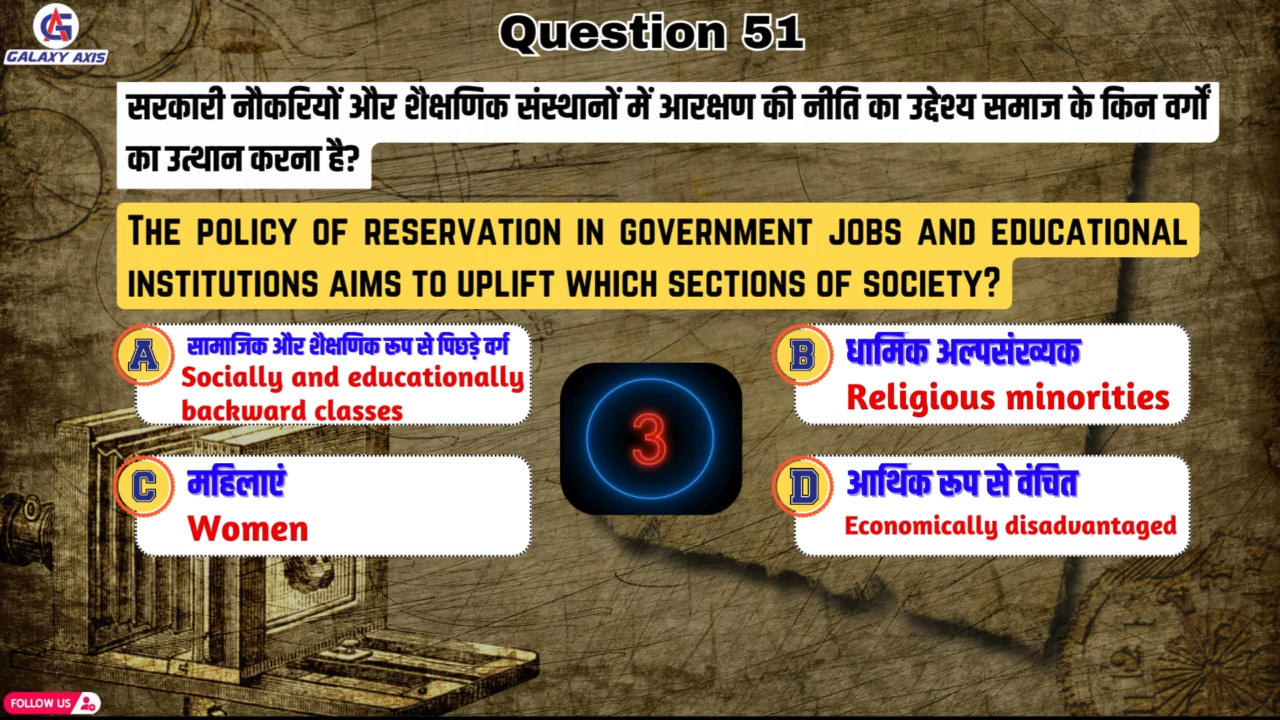 GALAXY AXIS
Question 51
सरकारी नौकरियों और शैक्षणिक संस्थानों में आरक्षण की नीति का उद्देश्य समाज के किन वर्गों
का उत्थान करना है?
THE POLICY OF RESERVATION IN GOVERNMENT JOBS AND EDUCATIONAL
INSTITUTIONS AIMS TO UPLIFT WHICH SECTIONS OF SOCIETY?
A
सामाजिक और शैक्षणिक रूप से पिछड़े वर्ग
Socially and educationally
backward classes
B
धार्मिक अल्पसंख्यक
Religious minorities
3
C
महिलाएं
Women
D
आर्थिक रूप से वंचित
Economically disadvantaged
12
FOLLOW US